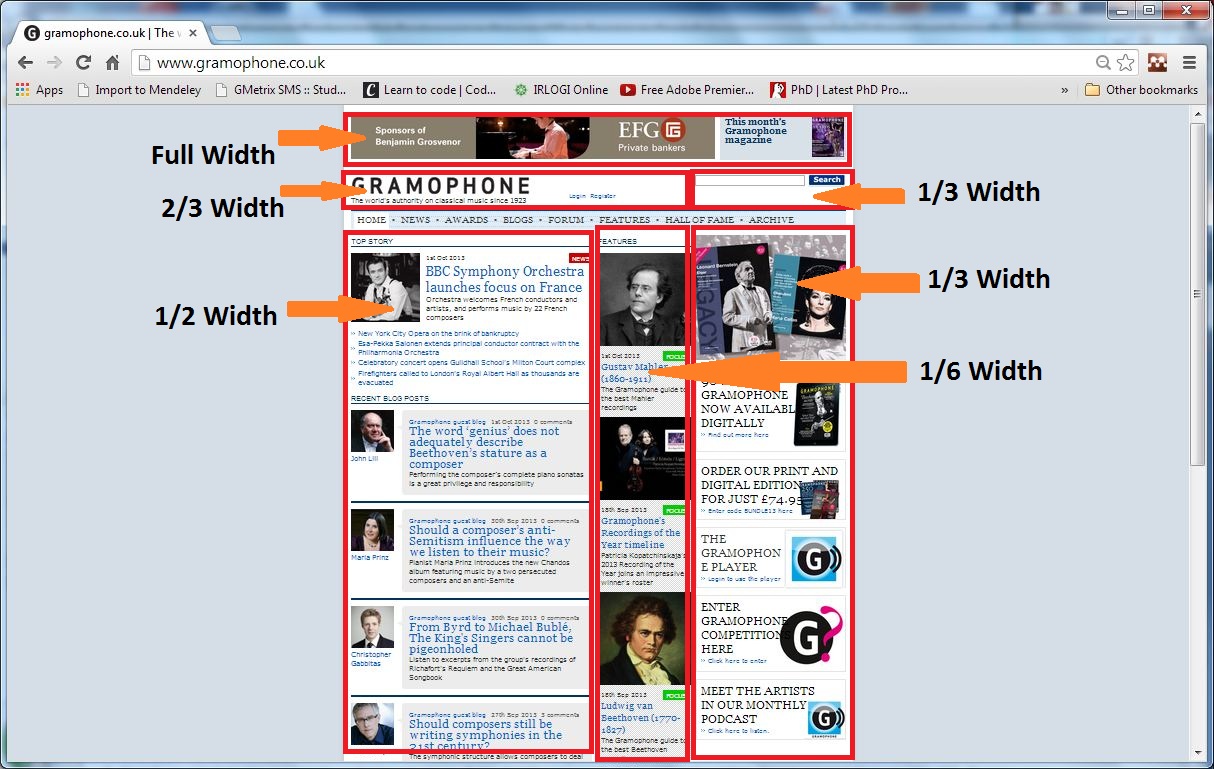 gramophone.co.uk | The w
www.gramophone.co.uk
Apps Import to Mendeley GMetrix SMS :: Stud... Learn to code | Cod... IRLOGI Online Free Adobe Premier... PhD | Latest PhD Pro... » Other bookmarks
Sponsors of
Benjamin Grosvenor
EFG
Private bankers
This month's
Gramophone
magazine
Full Width
GRAMOPHONE
The world's authority on classical music since 1923
Login Register
Search
2/3 Width
1/3 Width
HOME • NEWS • AWARDS • BLOGS • FORUM • FEATURES • HALL OF FAME • ARCHIVE
TOP STORY
1st Oct 2013
NEWS
BBC Symphony Orchestra
launches focus on France
Orchestra welcomes French conductors and
artists, and performs music by 22 French
composers
1/2 Width
» New York City Opera on the brink of bankruptcy
» Esa-Pekka Salonen extends principal conductor contract with the
Philharmonia Orchestra
» Celebratory concert opens Guildhall School's Milton Court complex
» Firefighters called to London's Royal Albert Hall as thousands are
evacuated
RECENT BLOG POSTS
Gramophone guest blog 1st Oct 2013 0 comments
The word 'genius' does not
adequately describe
Beethoven's stature as a
composer
Performing the composer's complete piano sonatas
is a great privilege and responsibility
John Lill
Gramophone guest blog 30th Sep 2013 0 comments
Should a composer's anti-
Semitism influence the way
we listen to their music?
Pianist Maria Prinz introduces the new Chandos
album featuring music by a two persecuted
composers and an anti-Semite
Maria Prinz
Gramophone guest blog 30th Sep 2013 0 comments
From Byrd to Michael Bublé,
The King's Singers cannot be
pigeonholed
Listen to excerpts from the group's recordings of
Richafort's Requiem and the Great American
Songbook
Christopher
Gabbitas
Gramophone guest blog 27th Sep 2013 3 comments
Should composers still be
writing symphonies in the
21st century?
The symphonic structure allows composers to deal
FEATURES
1st Oct 2013
FOCUS
Gustav Mahler
(1860-1911)
The Gramophone guide to
the best Mahler
recordings
18th Sep 2013
FOCUS
Gramophone's
Recordings of the
Year timeline
Patricia Kopatchinskaja
2013 Recording of the
Year joins an impressive
winner's roster
18th Sep 2013
FOCUS
Ludwig van
Beethoven (1770-
1827)
The Gramophone guide to
the best Beethoven
Leonard Bernstein
1/3 Width
1/6 Width
GRAMOPHONE
NOW AVAILABL
DIGITALLY
» Find out more here
ORDER OUR PRINT AND
DIGITAL EDITION
FOR JUST £74.95
» Enter code BUNDLE13 here
THE
GRAMOPHON
E PLAYER
» Login to use the player
G
ENTER
GRAMOPHONE
COMPETITIONS
HERE
» Click here to enter
G?
MEET THE ARTISTS
IN OUR MONTHLY
PODCAST
» Click here to listen.
G
GRAMOPHONE